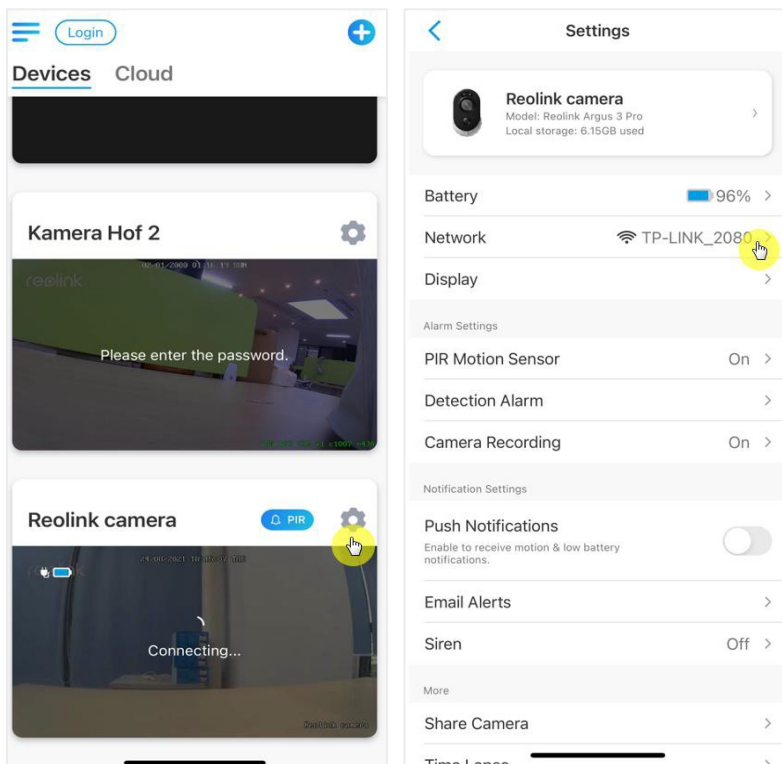 Login
Devices Cloud
Kamera Hof 2
reolink
Please enter the password.
Reolink camera
PIR
Connecting...
Reolink camera
Settings
Reolink camera
Model: Reolink Argus 3 Pro
Local storage: 6.15GB used
Battery 96%
Network TP-LINK_2080
Display
Alarm Settings
PIR Motion Sensor On
Detection Alarm
Camera Recording On
Notification Settings
Push Notifications
Enable to receive motion & low battery
notifications.
Email Alerts
Siren Off
More
Share Camera
Time Lapse